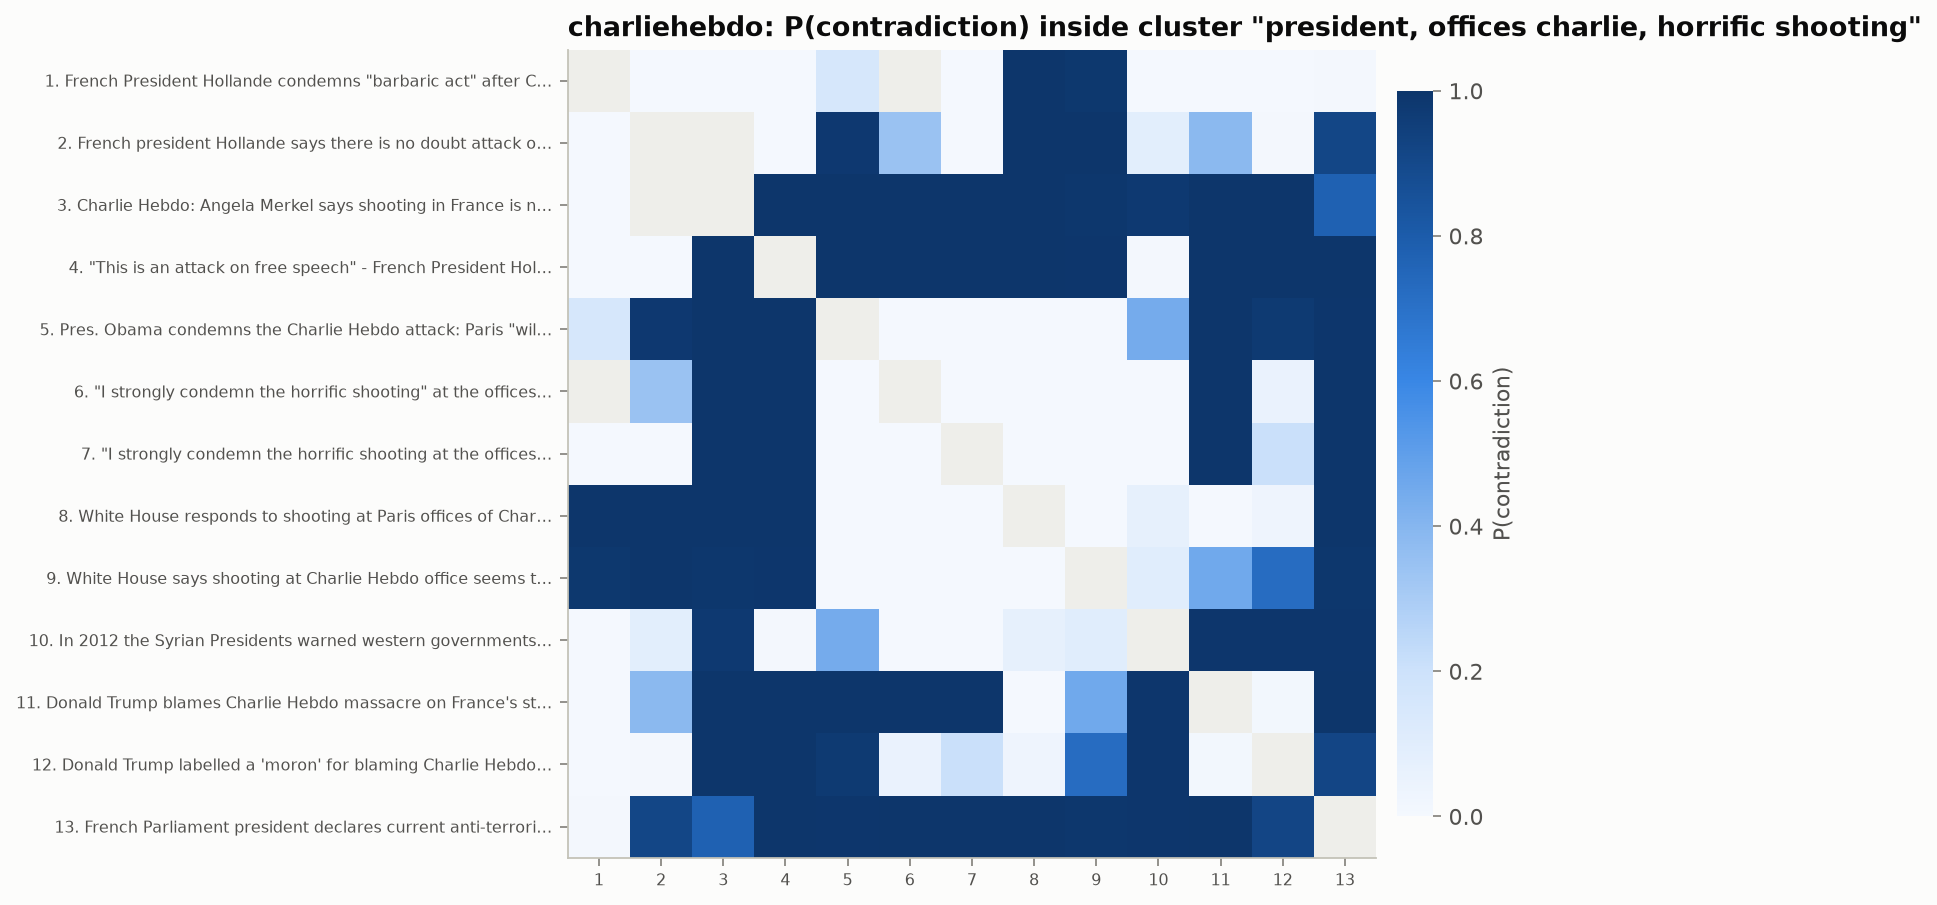 charliehebdo: P(contradiction) inside cluster "president, offices charlie, horrific shooting"
1. French President Hollande condemns "barbaric act" after C...
2. French president Hollande says there is no doubt attack o...
3. Charlie Hebdo: Angela Merkel says shooting in France is n...
4. "This is an attack on free speech" - French President Hol...
5. Pres. Obama condemns the Charlie Hebdo attack: Paris "wil...
6. "I strongly condemn the horrific shooting" at the offices...
7. "I strongly condemn the horrific shooting at the offices...
8. White House responds to shooting at Paris offices of Char...
9. White House says shooting at Charlie Hebdo office seems t...
10. In 2012 the Syrian Presidents warned western governments...
11. Donald Trump blames Charlie Hebdo massacre on France's st...
12. Donald Trump labelled a 'moron' for blaming Charlie Hebdo...
13. French Parliament president declares current anti-terrori...
1 2 3 4 5 6 7 8 9 10 11 12 13
1.0
0.8
0.6
0.4
0.2
0.0
P(contradiction)